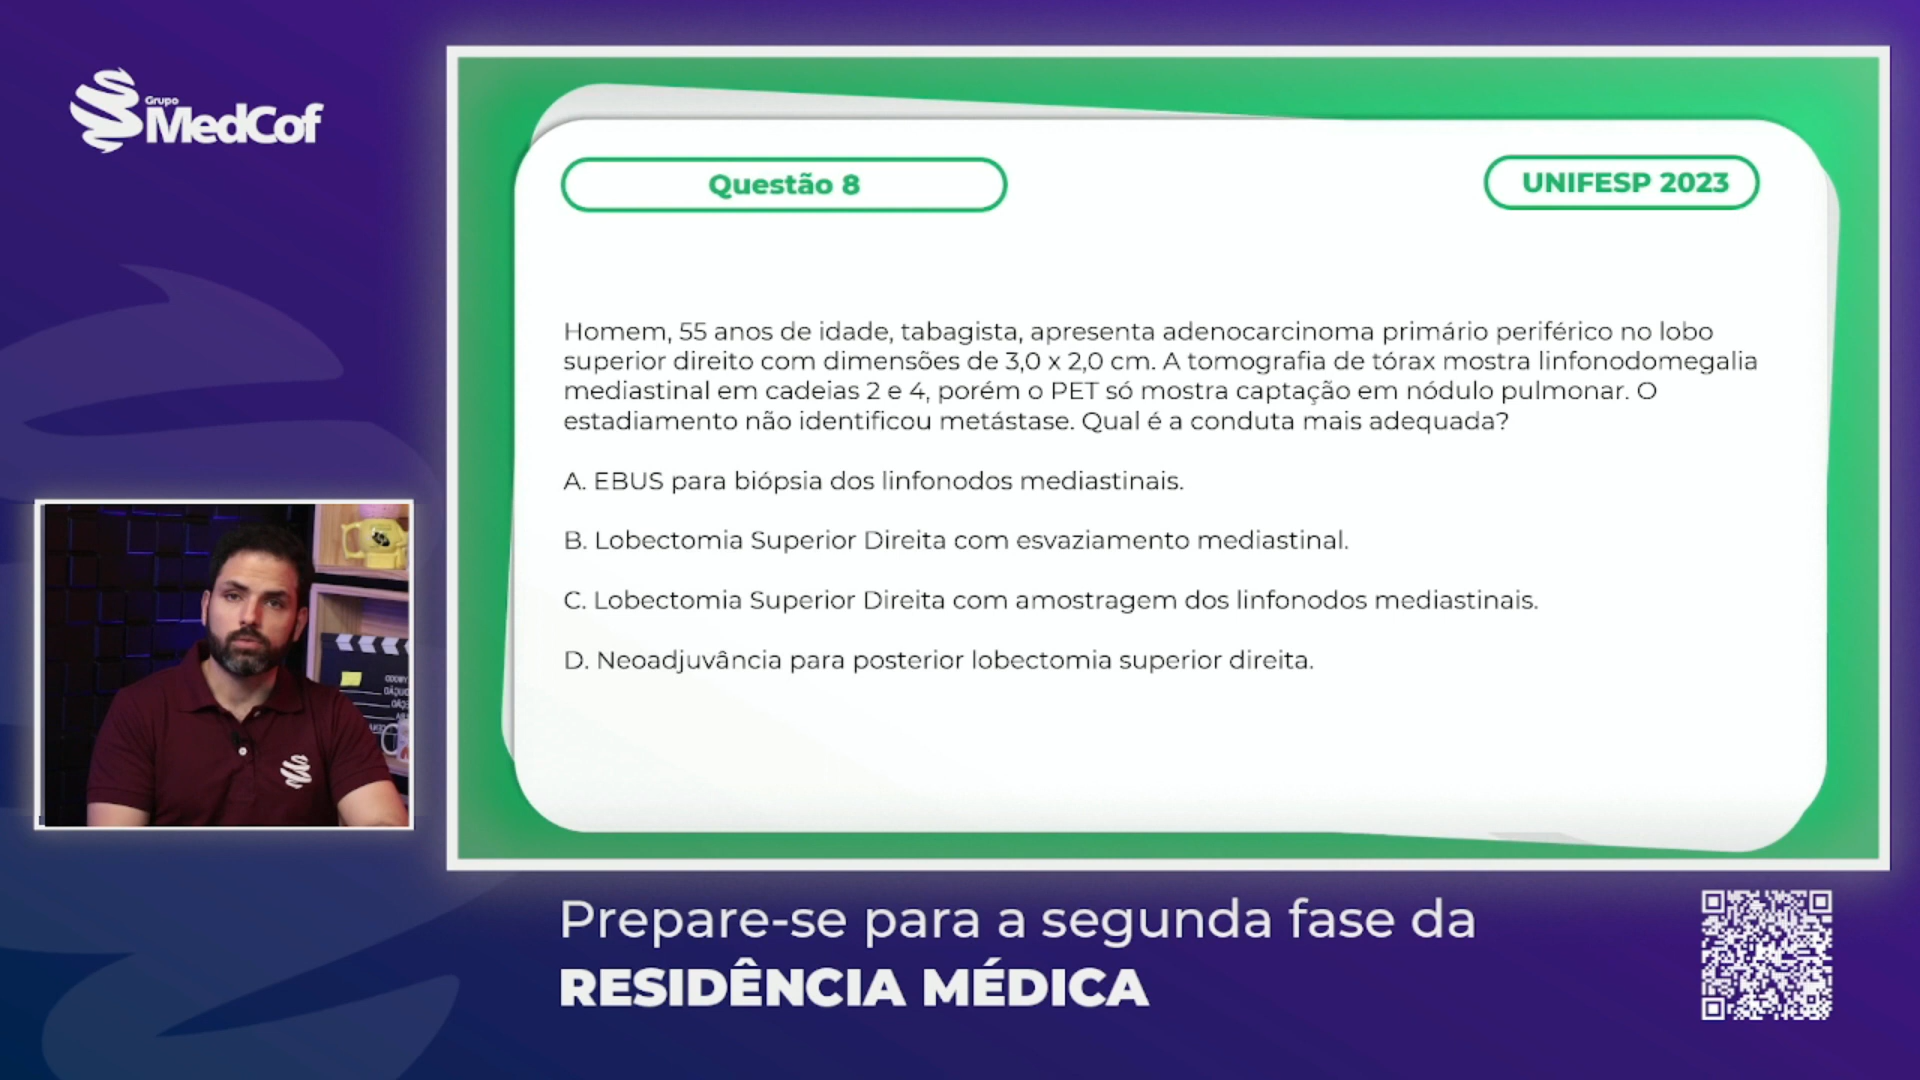 Grupo
MedCof
Questão 8
UNIFESP 2023
Homem, 55 anos de idade, tabagista, apresenta adenocarcinoma primário periférico no lobo
superior direito com dimensões de 3,0 x 2,0 cm. A tomografia de tórax mostra linfonodomegalia
mediastinal em cadeias 2 e 4, porém o PET só mostra captação em nódulo pulmonar. O
estadiamento não identificou metástase. Qual é a conduta mais adequada?
A. EBUS para biópsia dos linfonodos mediastinais.
B. Lobectomia Superior Direita com esvaziamento mediastinal.
C. Lobectomia Superior Direita com amostragem dos linfonodos mediastinais.
D. Neoadjuvância para posterior lobectomia superior direita.
Prepare-se para a segunda fase da
RESIDÊNCIA MÉDICA